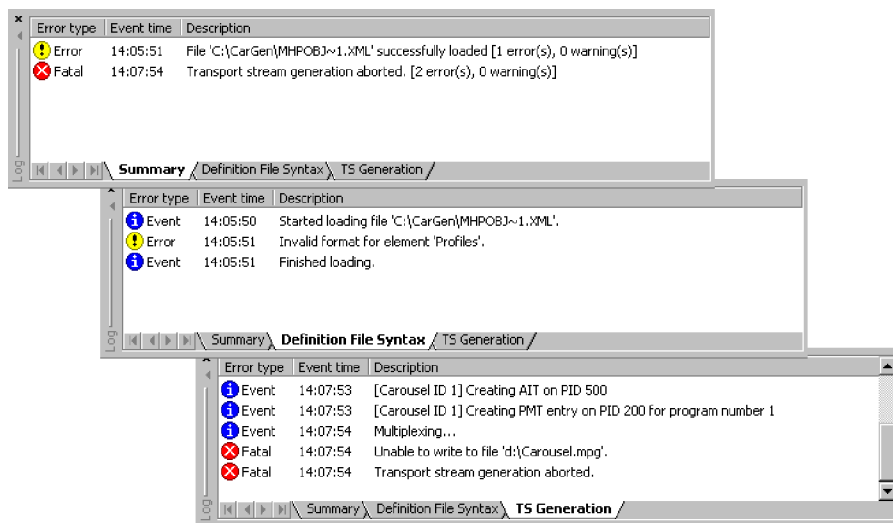 Error type Event time Description
Error 14:05:51 File 'C:\CarGen\MHPOBJ~1.XML' successfully loaded [1 error(s), 0 warning(s)]
Fatal 14:07:54 Transport stream generation aborted. [2 error(s), 0 warning(s)]
Log
Summary Definition File Syntax TS Generation
Error type Event time Description
Event 14:05:50 Started loading file 'C:\CarGen\MHPOBJ~1.XML'.
Error 14:05:51 Invalid format for element 'Profiles'.
Event 14:05:51 Finished loading.
Log
Summary Definition File Syntax TS Generation
Error type Event time Description
Event 14:07:53 [Carousel ID 1] Creating AIT on PID 500
Event 14:07:53 [Carousel ID 1] Creating PMT entry on PID 200 for program number 1
Event 14:07:54 Multiplexing...
Fatal 14:07:54 Unable to write to file 'd:\Carousel.mpg'.
Fatal 14:07:54 Transport stream generation aborted.
Log
Summary Definition File Syntax TS Generation